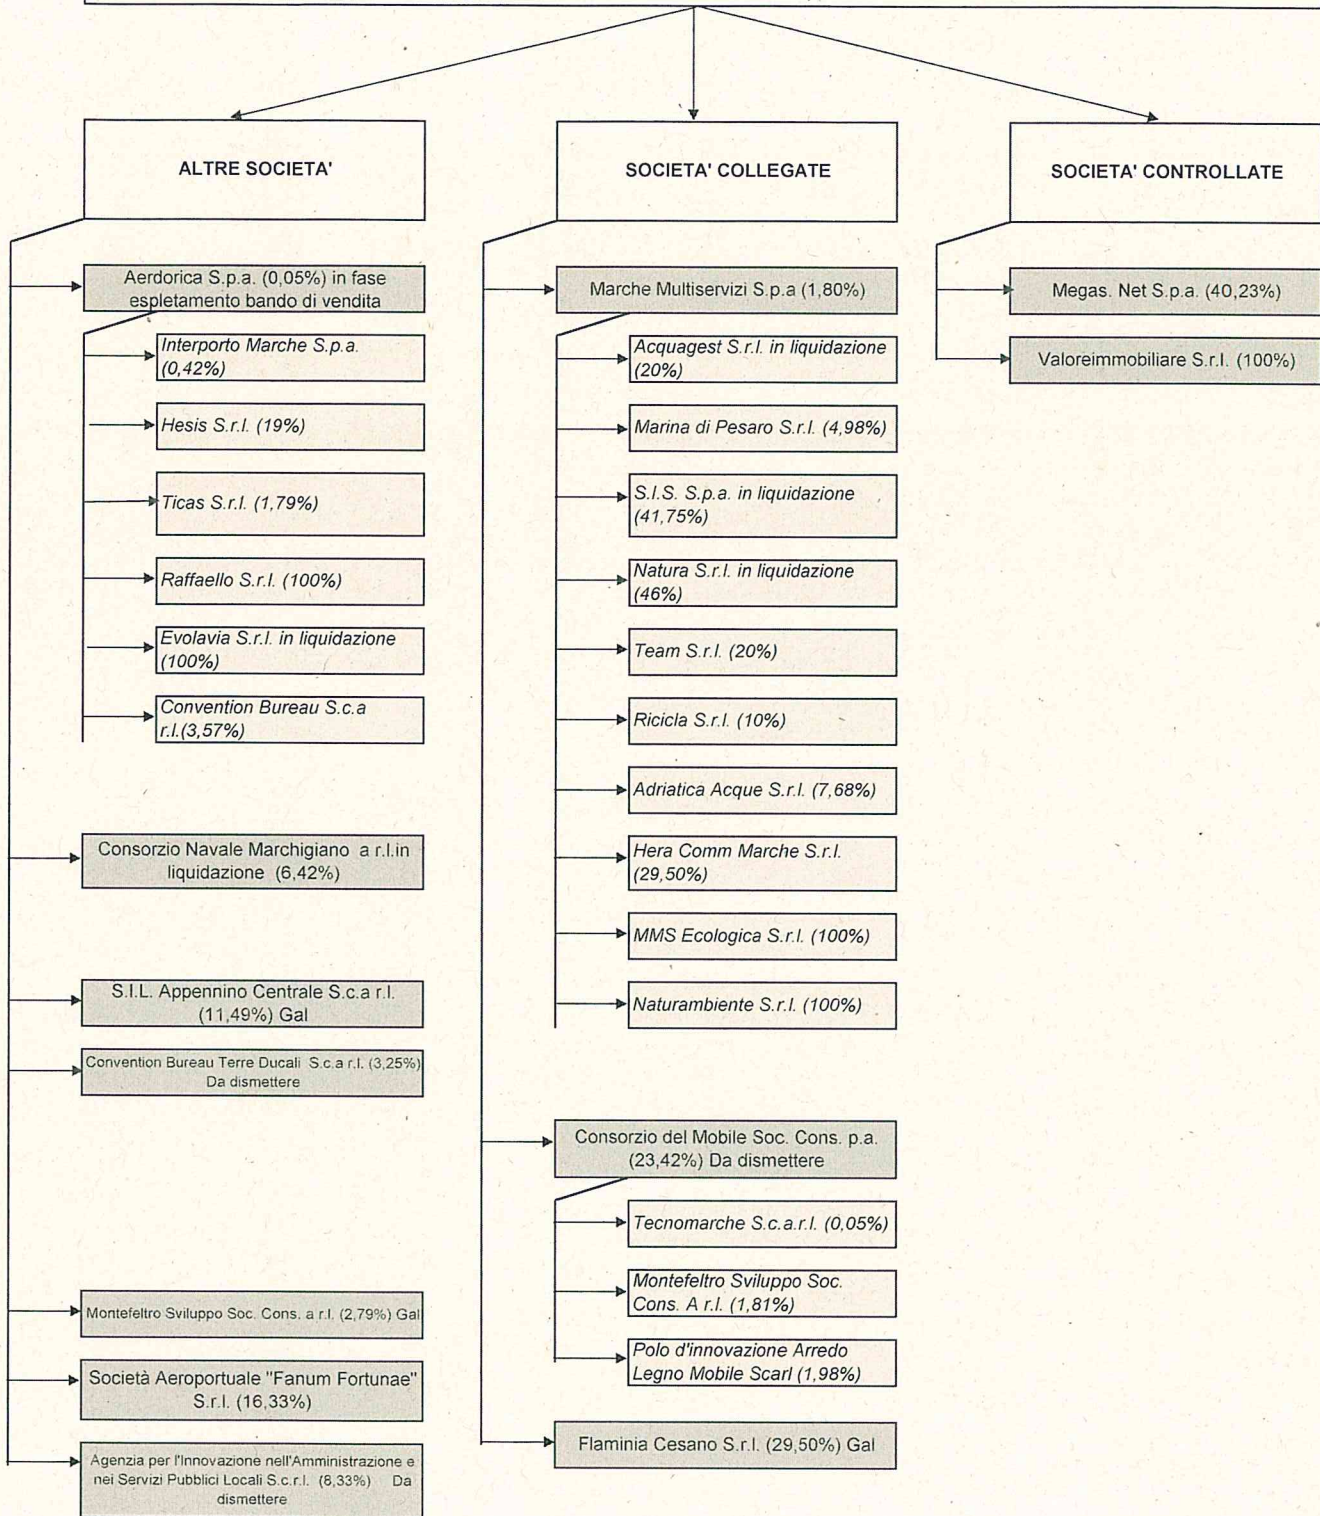 ALTRE SOCIETA'
Aerdorica S.p.a. (0,05%) in fase
espletamento bando di vendita
Interporto Marche S.p.a.
(0,42%)
Hesis S.r.l. (19%)
Ticas S.r.l. (1,79%)
Raffaello S.r.l. (100%)
Evolavia S.r.l. in liquidazione
(100%)
Convention Bureau S.c.a
r.l.(3,57%)
Consorzio Navale Marchigiano a r.l.in
liquidazione (6,42%)
S.I.L. Appennino Centrale S.c.a r.l.
(11,49%) Gal
Convention Bureau Terre Ducali S.c.a r.l. (3,25%)
Da dismettere
Montefeltro Sviluppo Soc. Cons. a r.l. (2,79%) Gal
Società Aeroportuale "Fanum Fortunae"
S.r.l. (16,33%)
Agenzia per l'Innovazione nell'Amministrazione e
nei Servizi Pubblici Locali S.c.r.l. (8,33%) Da
dismettere
SOCIETA' COLLEGATE
Marche Multiservizi S.p.a (1,80%)
Acquagest S.r.l. in liquidazione
(20%)
Marina di Pesaro S.r.l. (4,98%)
S.I.S. S.p.a. in liquidazione
(41,75%)
Natura S.r.l. in liquidazione
(46%)
Team S.r.l. (20%)
Ricicla S.r.l. (10%)
Adriatica Acque S.r.l. (7,68%)
Hera Comm Marche S.r.l.
(29,50%)
MMS Ecologica S.r.l. (100%)
Naturambiente S.r.l. (100%)
Consorzio del Mobile Soc. Cons. p.a.
(23,42%) Da dismettere
Tecnomarche S.c.a.r.l. (0,05%)
Montefeltro Sviluppo Soc.
Cons. A r.l. (1,81%)
Polo d'innovazione Arredo
Legno Mobile Scarl (1,98%)
Flaminia Cesano S.r.l. (29,50%) Gal
SOCIETA' CONTROLLATE
Megas. Net S.p.a. (40,23%)
Valoreimmobiliare S.r.l. (100%)